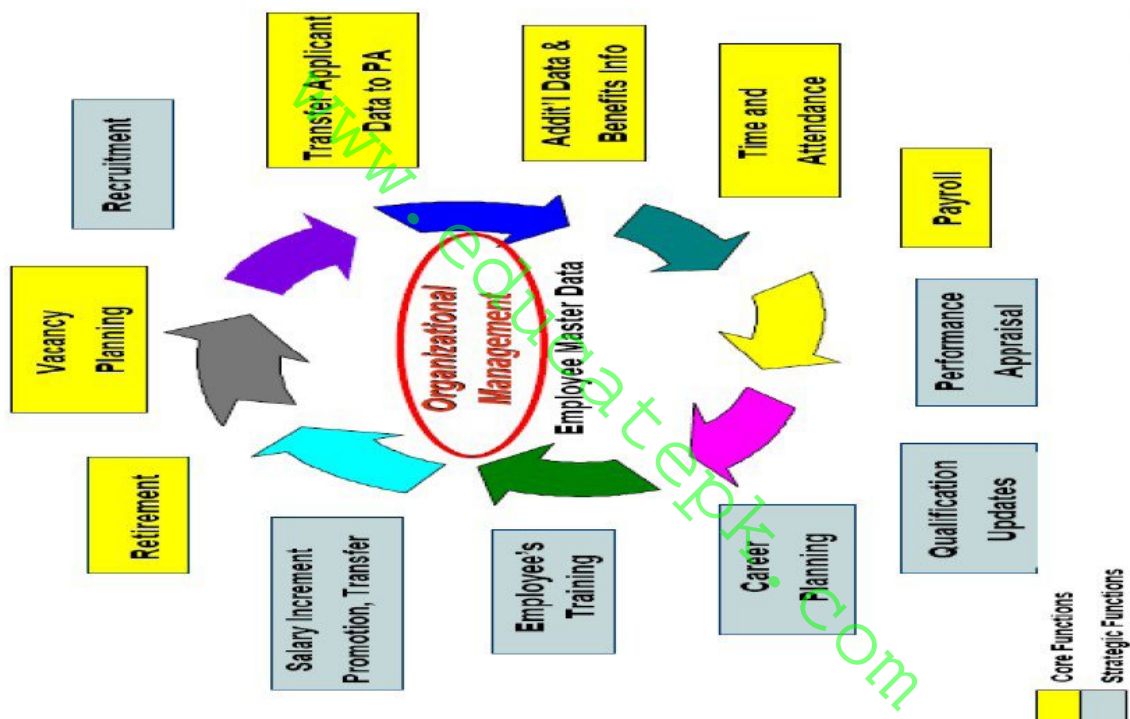 Vacancy
Planning
Recruitment
Transfer Applicant
Data to PA
Addit'l Data &
Benefits Info
Time and
Attendance
Payroll
Performance
Appraisal
Qualification
Updates
Career
Planning
Employee's
Training
Salary Increment
Promotion, Transfer
Retirement
Organizational
Management
Employee Master Data
Core Functions
Strategic Functions
www.educatepk.com